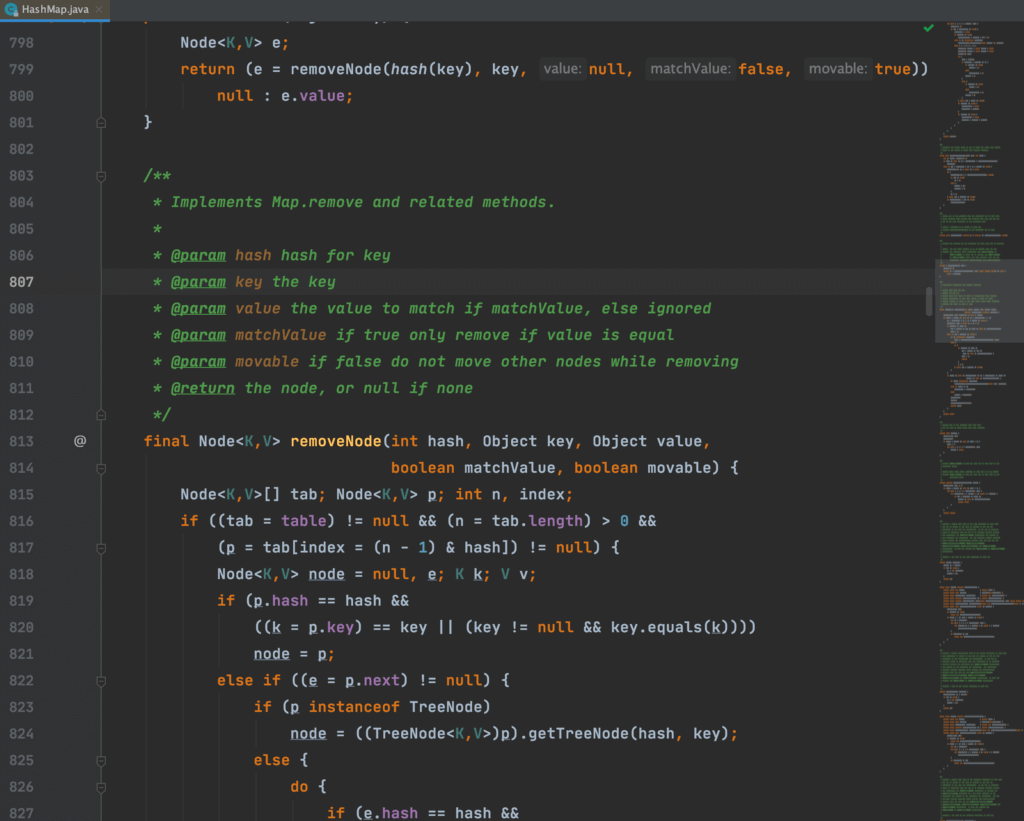 HashMap.java
798 Node<K,V> e;
799 return (e = removeNode(hash(key), key, value: null, matchValue: false, movable: true))
800 null : e.value;
801 }
802
803 /**
804 * Implements Map.remove and related methods.
805 *
806 * @param hash hash for key
807 * @param key the key
808 * @param value the value to match if matchValue, else ignored
809 * @param matchValue if true only remove if value is equal
810 * @param movable if false do not move other nodes while removing
811 * @return the node, or null if none
812 */
813 @ final Node<K,V> removeNode(int hash, Object key, Object value,
814 boolean matchValue, boolean movable) {
815 Node<K,V>[] tab; Node<K,V> p; int n, index;
816 if ((tab = table) != null && (n = tab.length) > 0 &&
817 (p = tab[index = (n - 1) & hash]) != null) {
818 Node<K,V> node = null, e; K k; V v;
819 if (p.hash == hash &&
820 ((k = p.key) == key || (key != null && key.equals(k))))
821 node = p;
822 else if ((e = p.next) != null) {
823 if (p instanceof TreeNode)
824 node = ((TreeNode<K,V>)p).getTreeNode(hash, key);
825 else {
826 do {
827 if (e.hash == hash &&